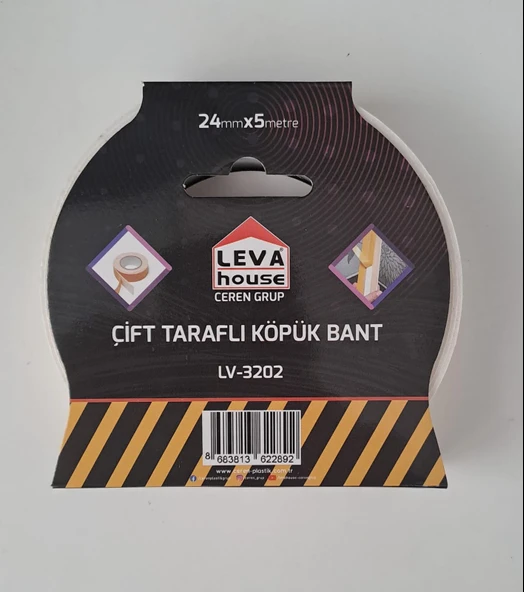 24mmx5metre
LEVA
house
CEREN GRUP
ÇİFT TARAFLI KÖPÜK BANT
LV-3202
8 683813 622892
www.ceren-plastik.com.tr